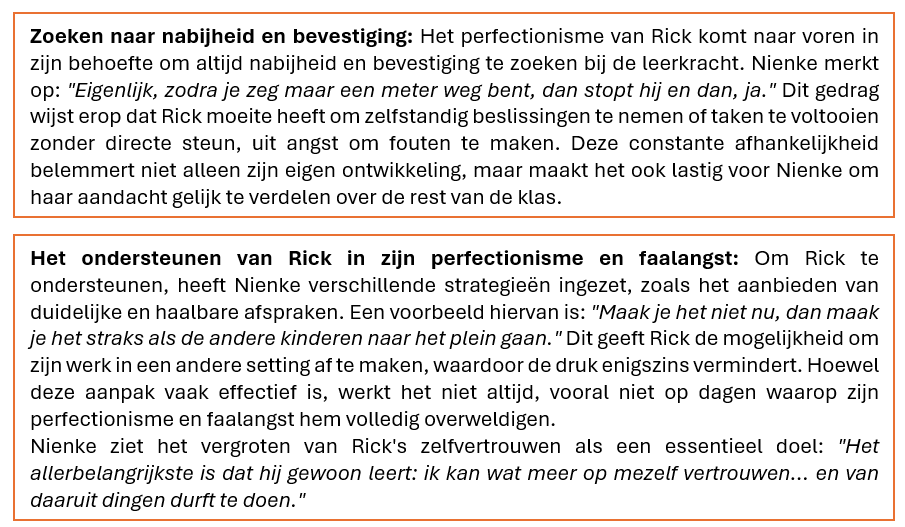 Zoeken naar nabijheid en bevestiging: Het perfectionisme van Rick komt naar voren in
zijn behoefte om altijd nabijheid en bevestiging te zoeken bij de leerkracht. Nienke merkt
op: "Eigenlijk, zodra je zeg maar een meter weg bent, dan stopt hij en dan, ja." Dit gedrag
wijst erop dat Rick moeite heeft om zelfstandig beslissingen te nemen of taken te voltooien
zonder directe steun, uit angst om fouten te maken. Deze constante afhankelijkheid
belemmert niet alleen zijn eigen ontwikkeling, maar maakt het ook lastig voor Nienke om
haar aandacht gelijk te verdelen over de rest van de klas.
Het ondersteunen van Rick in zijn perfectionisme en faalangst: Om Rick te
ondersteunen, heeft Nienke verschillende strategieën ingezet, zoals het aanbieden van
duidelijke en haalbare afspraken. Een voorbeeld hiervan is: "Maak je het niet nu, dan maak
je het straks als de andere kinderen naar het plein gaan." Dit geeft Rick de mogelijkheid om
zijn werk in een andere setting af te maken, waardoor de druk enigszins vermindert. Hoewel
deze aanpak vaak effectief is, werkt het niet altijd, vooral niet op dagen waarop zijn
perfectionisme en faalangst hem volledig overweldigen.
Nienke ziet het vergroten van Rick's zelfvertrouwen als een essentieel doel: "Het
allerbelangrijkste is dat hij gewoon leert: ik kan wat meer op mezelf vertrouwen... en van
daaruit dingen durft te doen."